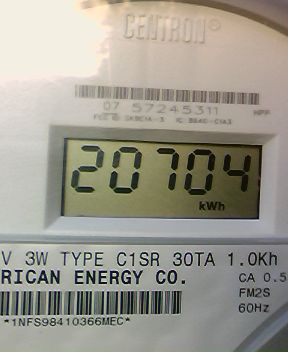 CENTRON®
07 57245311 HPF
20704
kWh
V 3W TYPE C1SR 30TA 1.0Kh
RICAN ENERGY CO. CA 0.5
FM2S
60Hz
*1NFS98410366MEC*